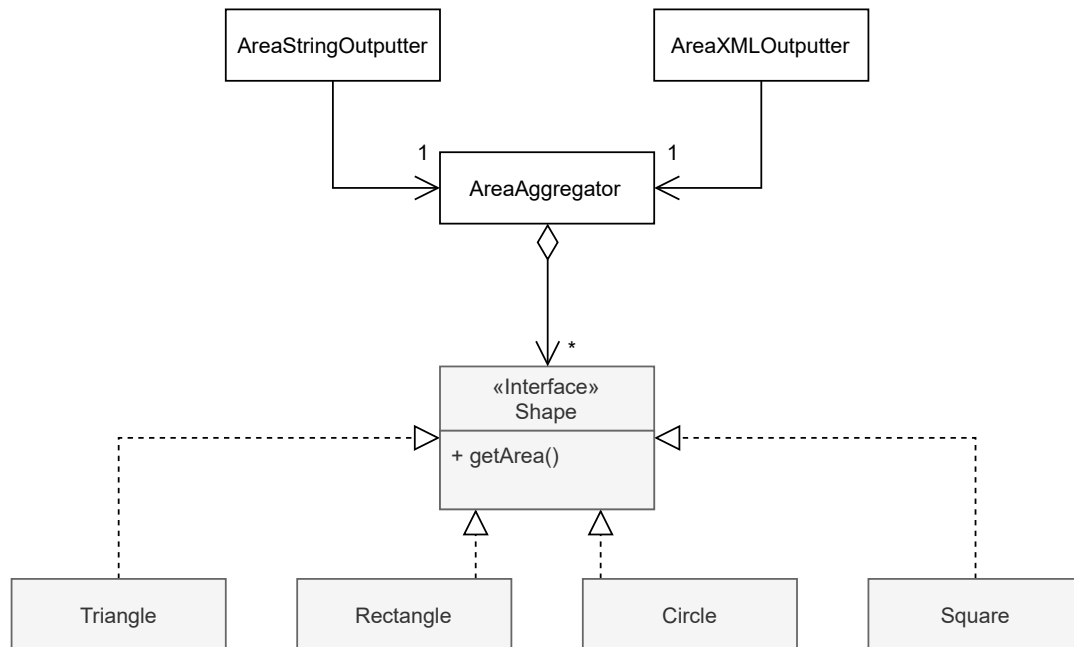 AreaStringOutputter
AreaXMLOutputter
1
1
AreaAggregator
*
«Interface»
Shape
+ getArea()
Triangle
Rectangle
Circle
Square